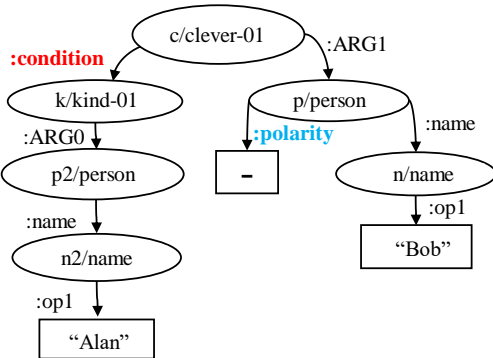 c/clever-01
:condition
:ARG1
k/kind-01
p/person
:ARG0
:polarity
:name
p2/person
-
n/name
:name
:op1
n2/name
“Bob”
:op1
“Alan”